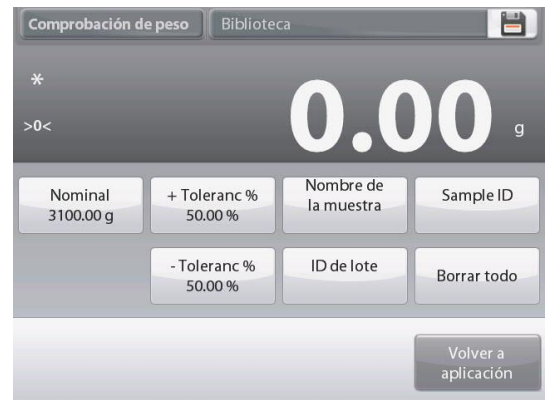 Comprobación de peso
Biblioteca
*
>0<
0.00 g
Nominal
3100.00 g
+ Toleranc %
50.00 %
Nombre de
la muestra
Sample ID
- Toleranc %
50.00 %
ID de lote
Borrar todo
Volver a
aplicación